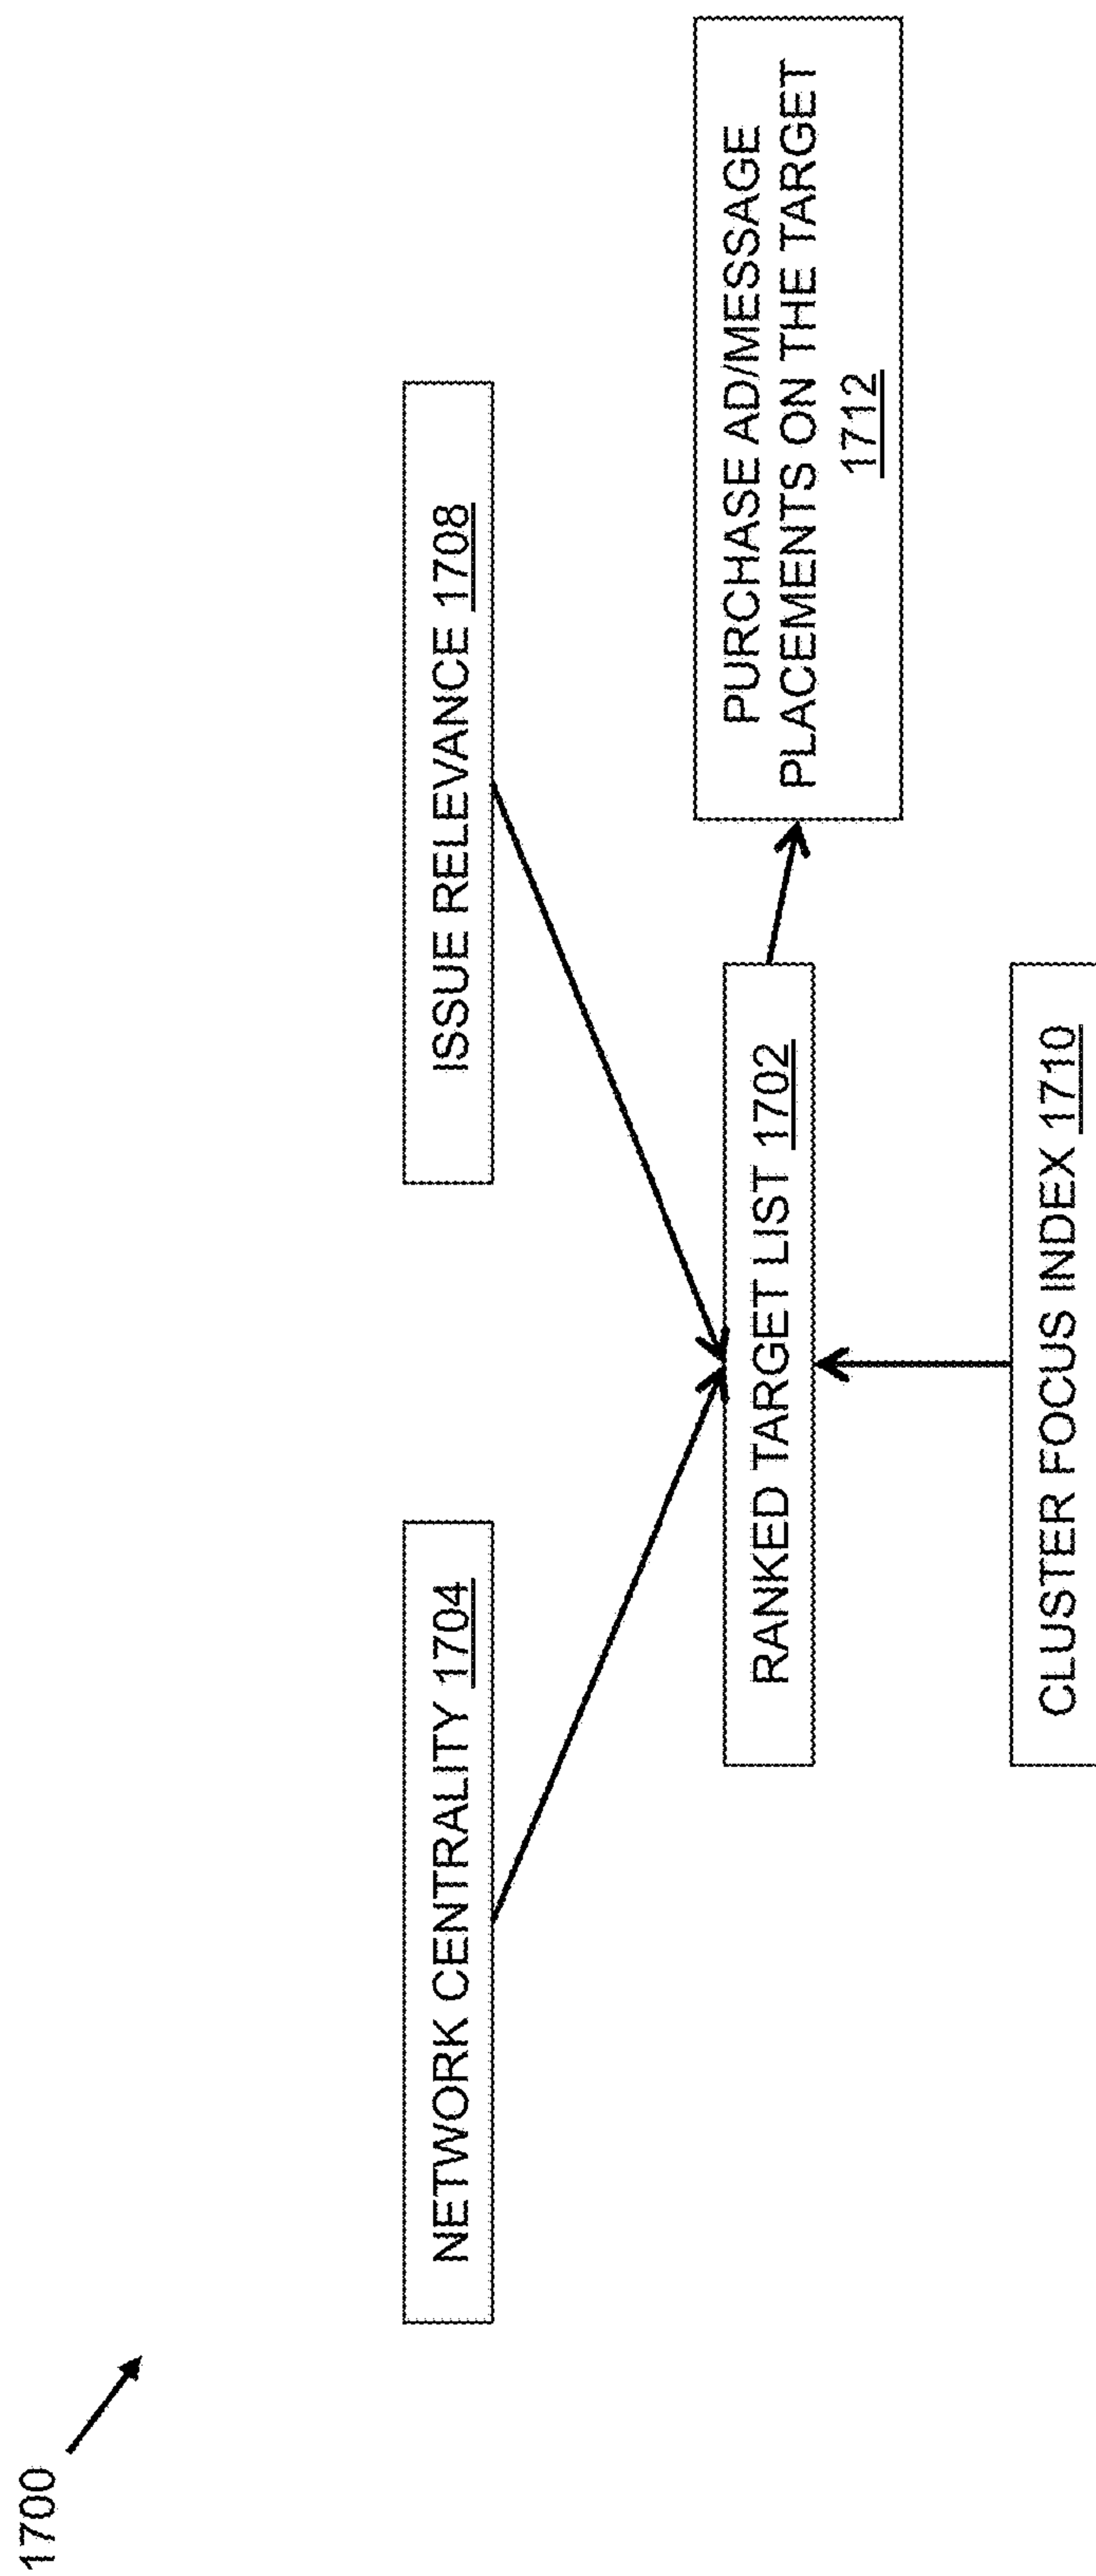 1700
NETWORK CENTRALITY 1704
ISSUE RELEVANCE 1708
RANKED TARGET LIST 1702
PURCHASE AD/MESSAGE
PLACEMENTS ON THE TARGET
1712
CLUSTER FOCUS INDEX 1710